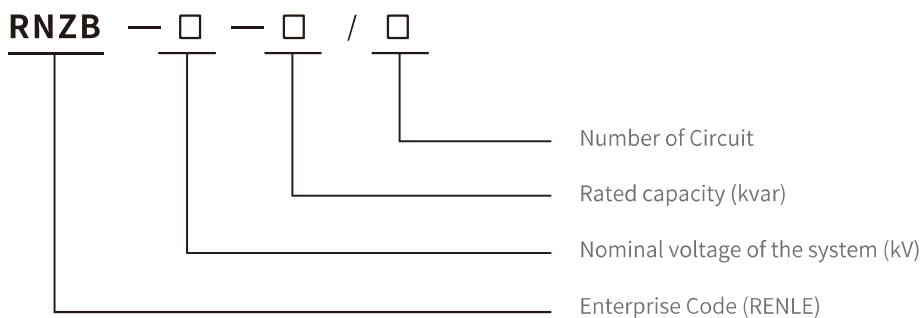 RNZB — □ — □ / □
Number of Circuit
Rated capacity (kvar)
Nominal voltage of the system (kV)
Enterprise Code (RENLE)